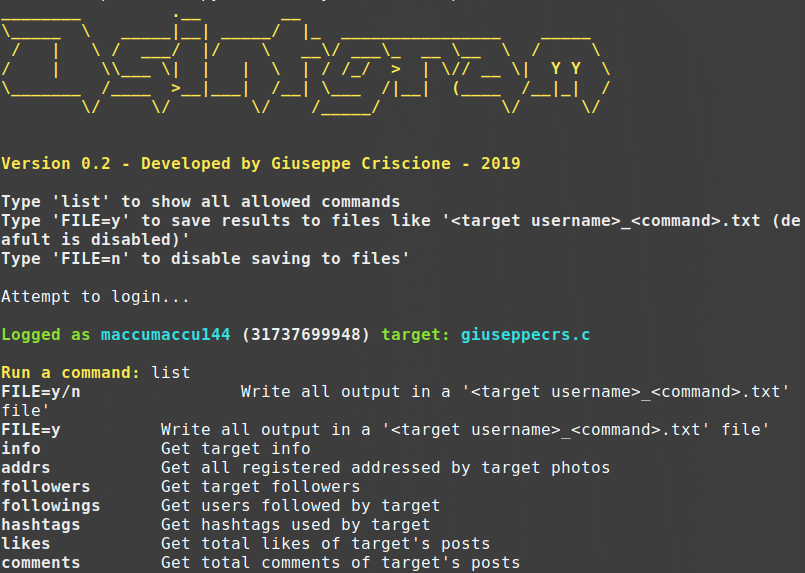 Osintgram
Version 0.2 - Developed by Giuseppe Criscione - 2019
Type 'list' to show all allowed commands
Type 'FILE=y' to save results to files like '<target username>_<command>.txt (de
afult is disabled)'
Type 'FILE=n' to disable saving to files'
Attempt to login...
Logged as maccumaccu144 (31737699948) target: giuseppecrs.c
Run a command: list
FILE=y/n Write all output in a '<target username>_<command>.txt'
file'
FILE=y Write all output in a '<target username>_<command>.txt' file'
info Get target info
addrs Get all registered addressed by target photos
followers Get target followers
followings Get users followed by target
hashtags Get hashtags used by target
likes Get total likes of target's posts
comments Get total comments of target's posts